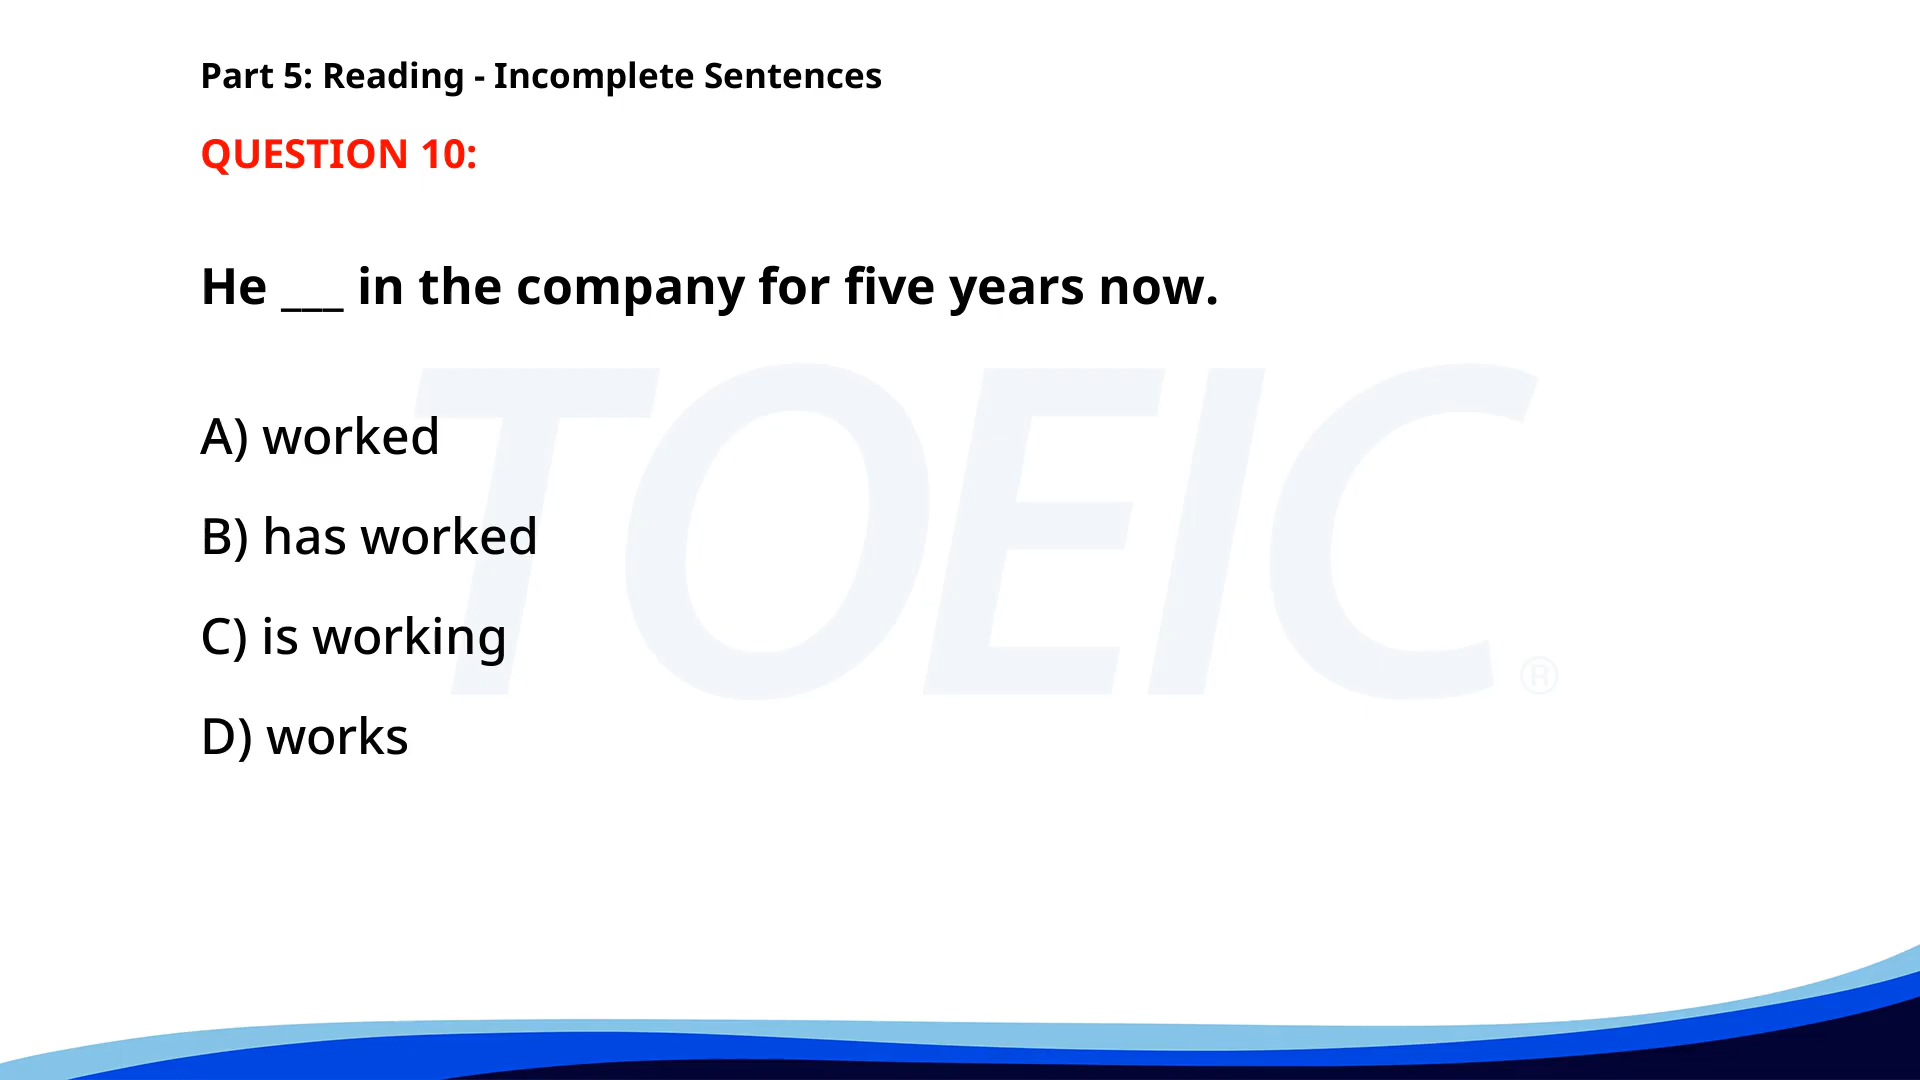 Part 5: Reading - Incomplete Sentences
QUESTION 10:
He ___ in the company for five years now.
TOEIC®
A) worked
B) has worked
C) is working
D) works